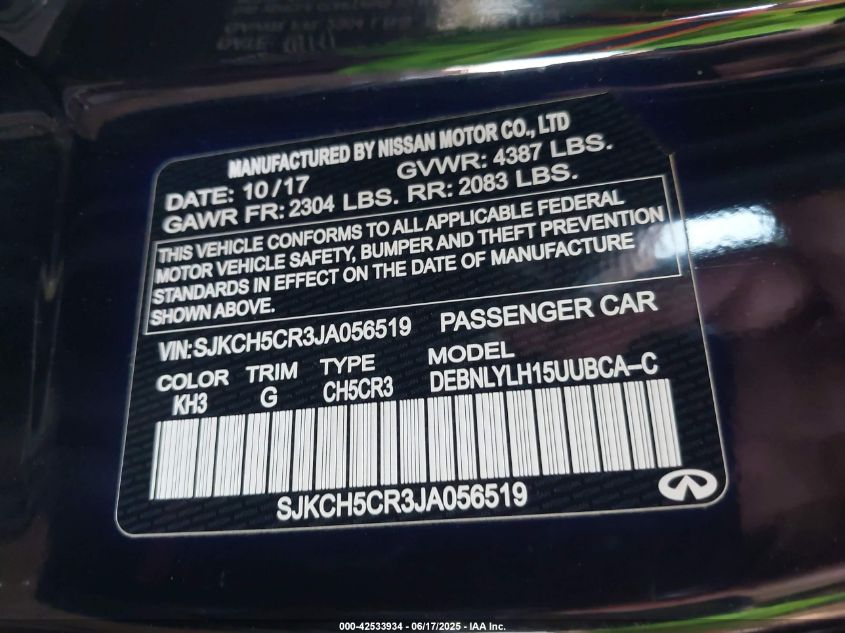 MANUFACTURED BY NISSAN MOTOR CO., LTD
DATE: 10/17 GVWR: 4387 LBS.
GAWR FR: 2304 LBS. RR: 2083 LBS.
THIS VEHICLE CONFORMS TO ALL APPLICABLE FEDERAL
MOTOR VEHICLE SAFETY, BUMPER AND THEFT PREVENTION
STANDARDS IN EFFECT ON THE DATE OF MANUFACTURE
SHOWN ABOVE.
VIN:SJKCH5CR3JA056519 PASSENGER CAR
COLOR TRIM TYPE MODEL
KH3 G CH5CR3 DEBNLYLH15UUBCA-C
SJKCH5CR3JA056519
000-42533934 - 06/17/2025 - IAA Inc.